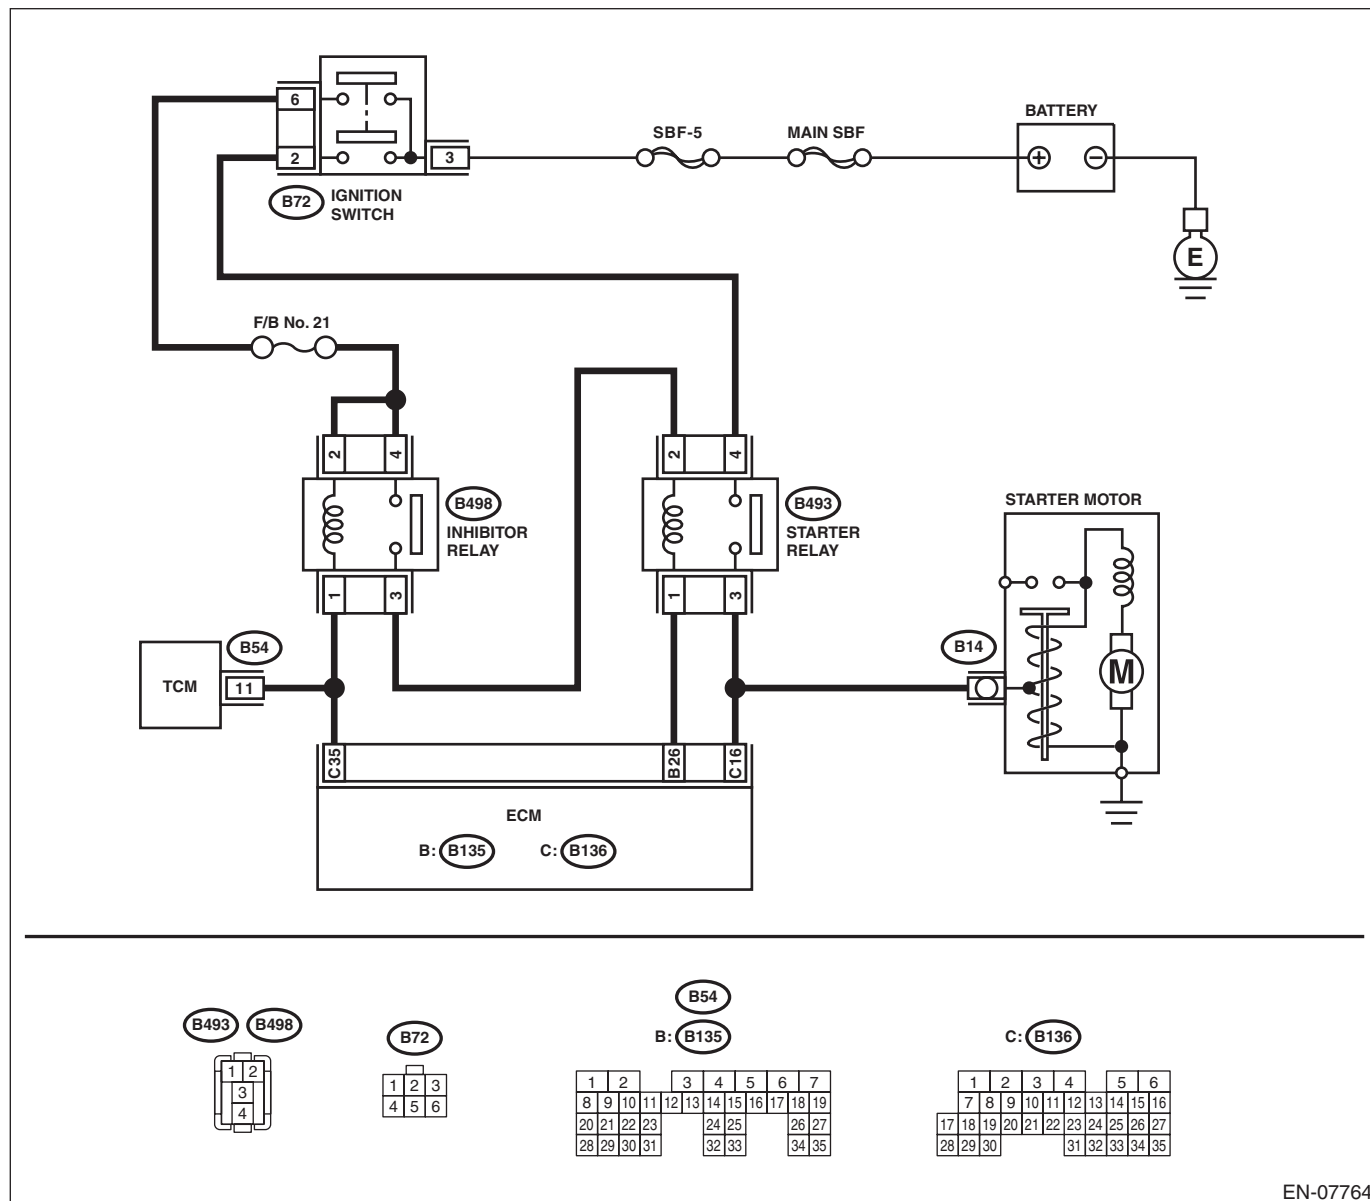 6
2
3
B72
IGNITION
SWITCH
SBF-5
MAIN SBF
BATTERY
+
−
E
F/B No. 21
2
4
B498
INHIBITOR
RELAY
1
3
2
4
B493
STARTER
RELAY
1
3
STARTER MOTOR
B14
M
TCM
B54
11
C35
B26
C16
ECM
B: B135
C: B136
B493 B498
1 2
3
4
B72
1 2 3
4 5 6
B54
B: B135
1 2 3 4 5 6 7
8 9 10 11 12 13 14 15 16 17 18 19
20 21 22 23 24 25 26 27
28 29 30 31 32 33 34 35
C: B136
1 2 3 4 5 6
7 8 9 10 11 12 13 14 15 16
17 18 19 20 21 22 23 24 25 26 27
28 29 30 31 32 33 34 35
EN-07764